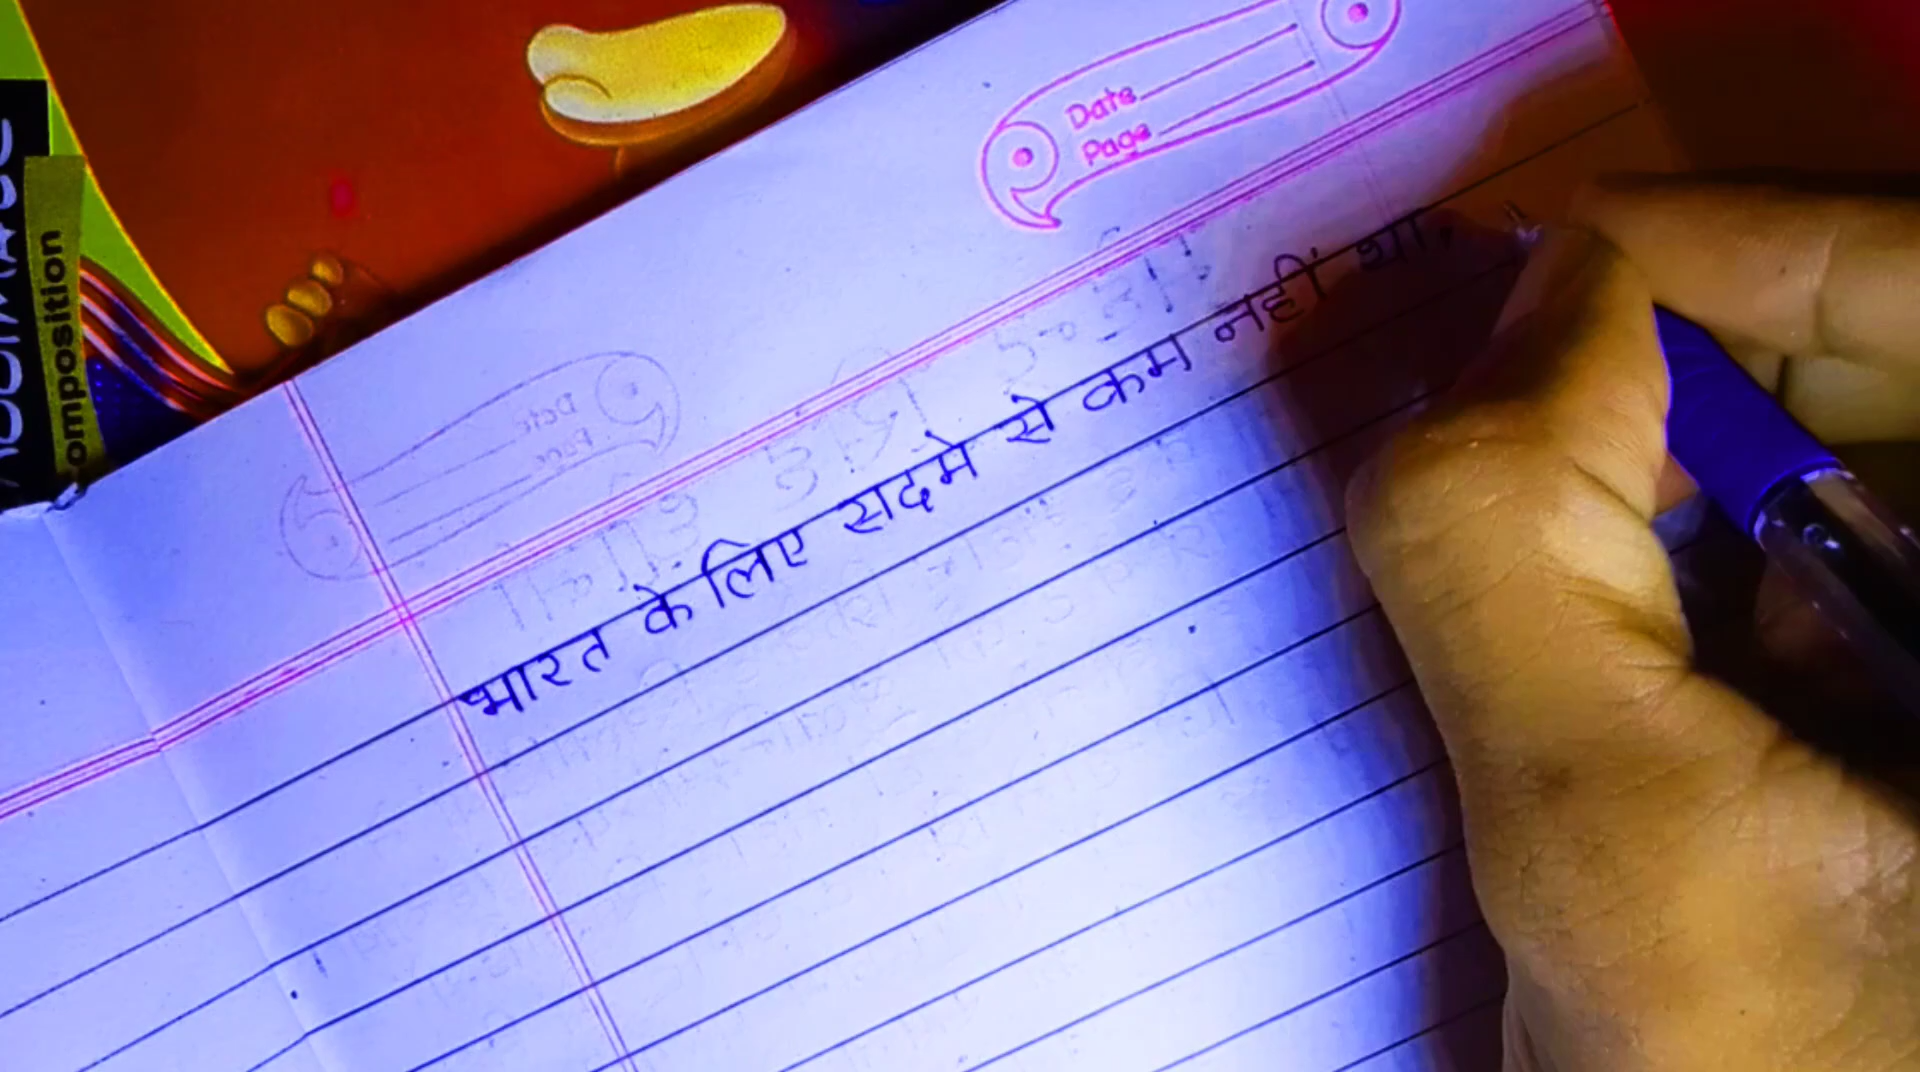 Date
Page
भारत के लिए सदमे से कम नहीं था,
omposition